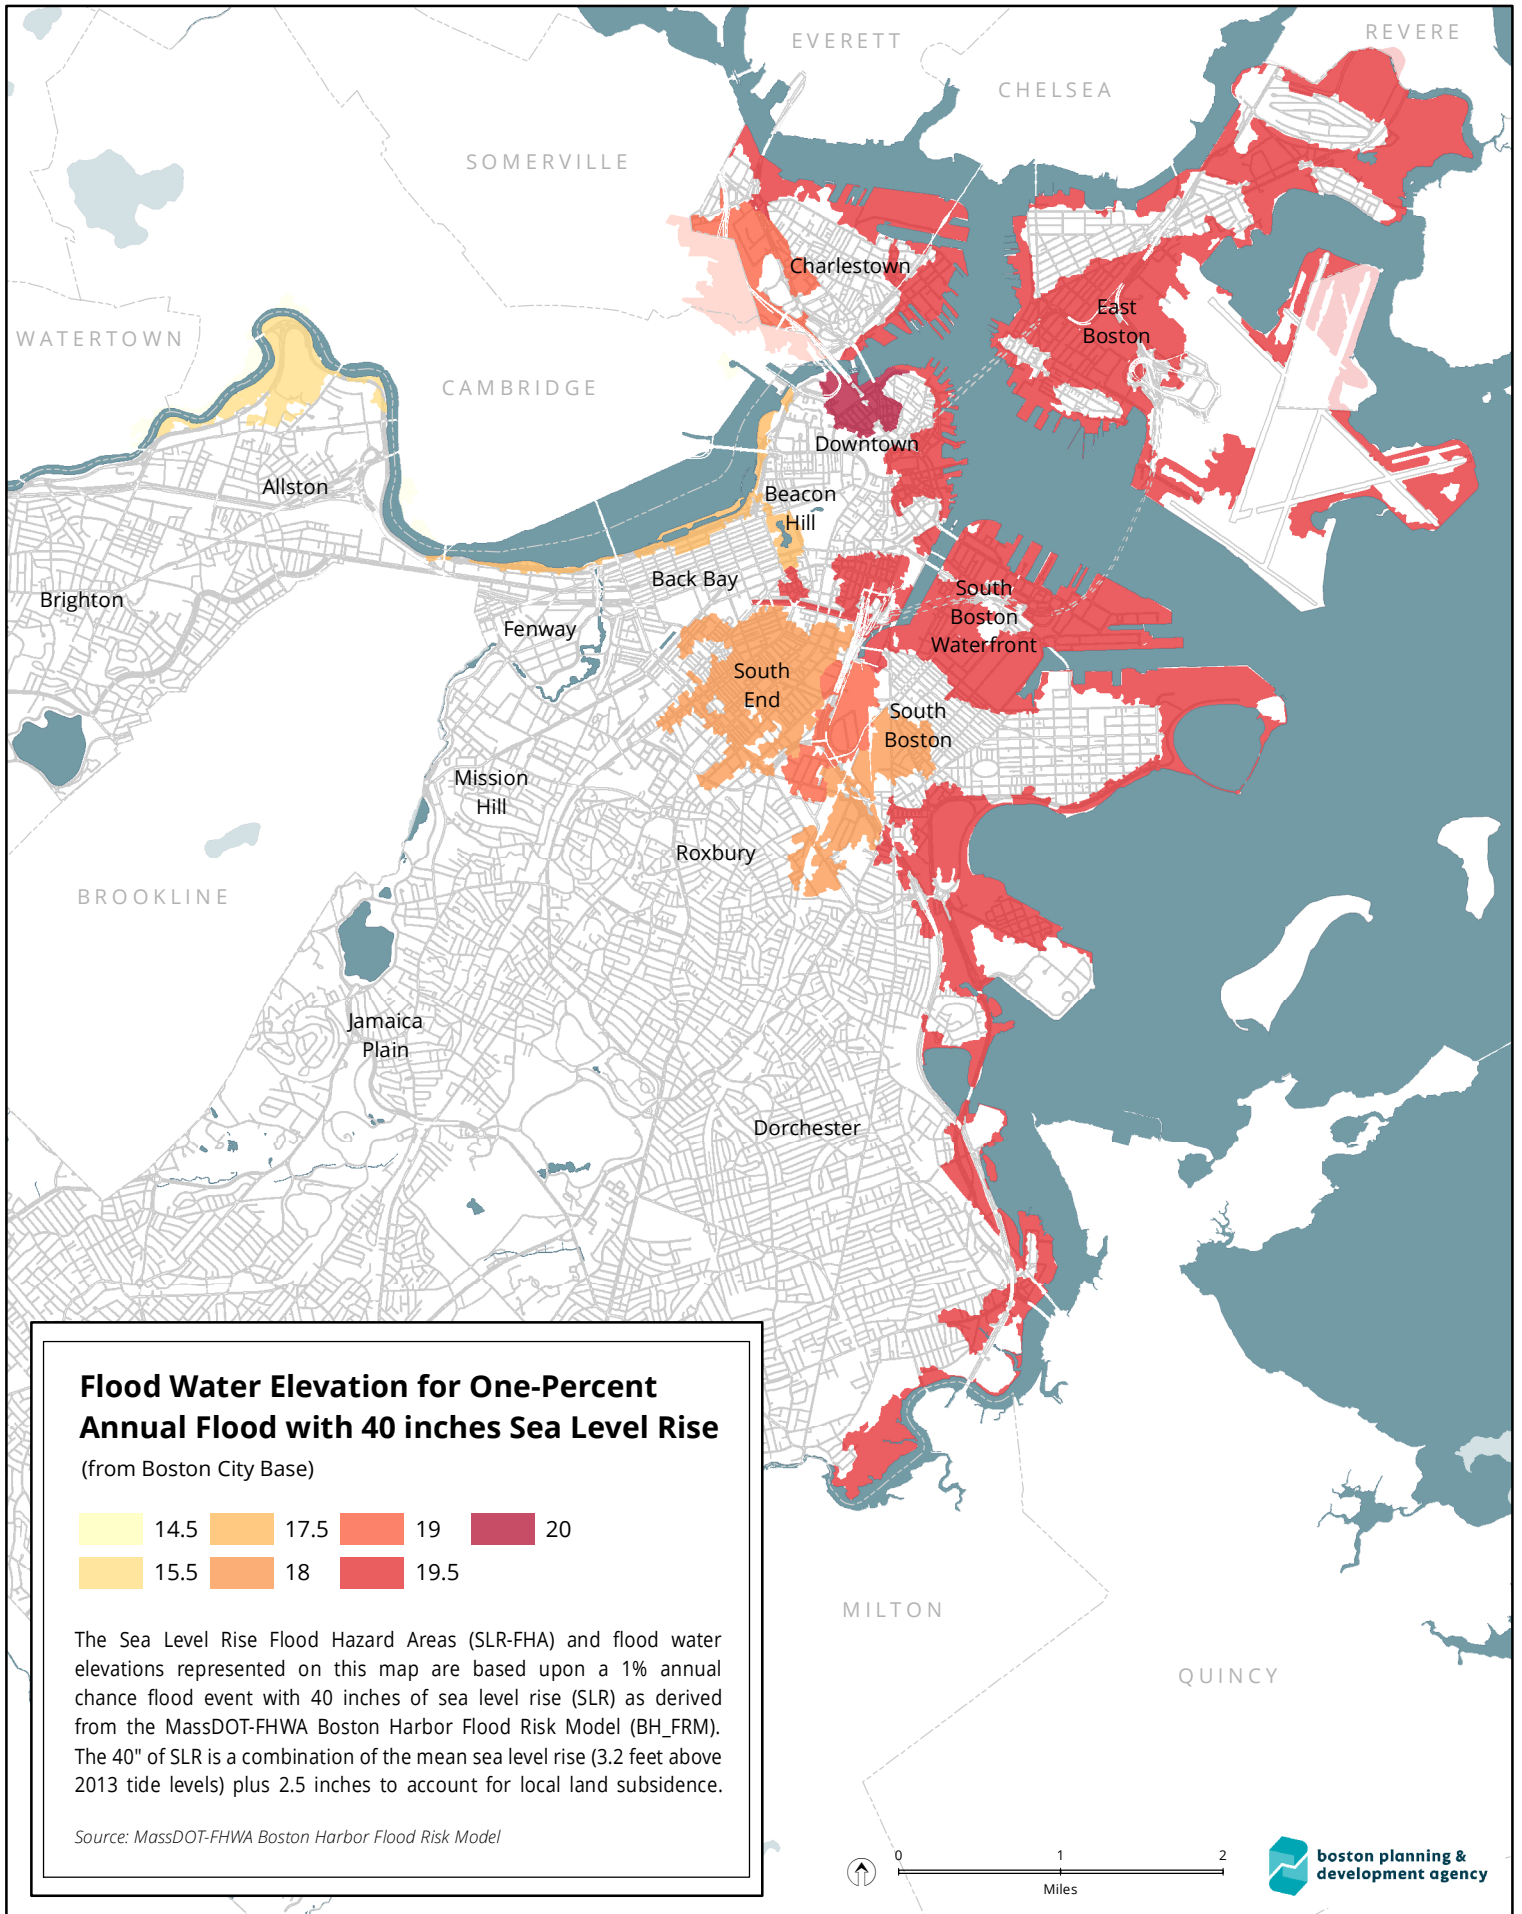 EVERETT
REVERE
CHELSEA
SOMERVILLE
Charlestown
East
Boston
WATERTOWN
CAMBRIDGE
Downtown
Allston
Beacon
Hill
Back Bay
Brighton
South
Boston
Waterfront
Fenway
South
End
South
Boston
Mission
Hill
Roxbury
BROOKLINE
Jamaica
Plain
Dorchester
Flood Water Elevation for One-Percent
Annual Flood with 40 inches Sea Level Rise
(from Boston City Base)
14.5 17.5 19 20
15.5 18 19.5
The Sea Level Rise Flood Hazard Areas (SLR-FHA) and flood water
elevations represented on this map are based upon a 1% annual
chance flood event with 40 inches of sea level rise (SLR) as derived
from the MassDOT-FHWA Boston Harbor Flood Risk Model (BH_FRM).
The 40" of SLR is a combination of the mean sea level rise (3.2 feet above
2013 tide levels) plus 2.5 inches to account for local land subsidence.
Source: MassDOT-FHWA Boston Harbor Flood Risk Model
MILTON
QUINCY
0 1 2
Miles
boston planning &
development agency